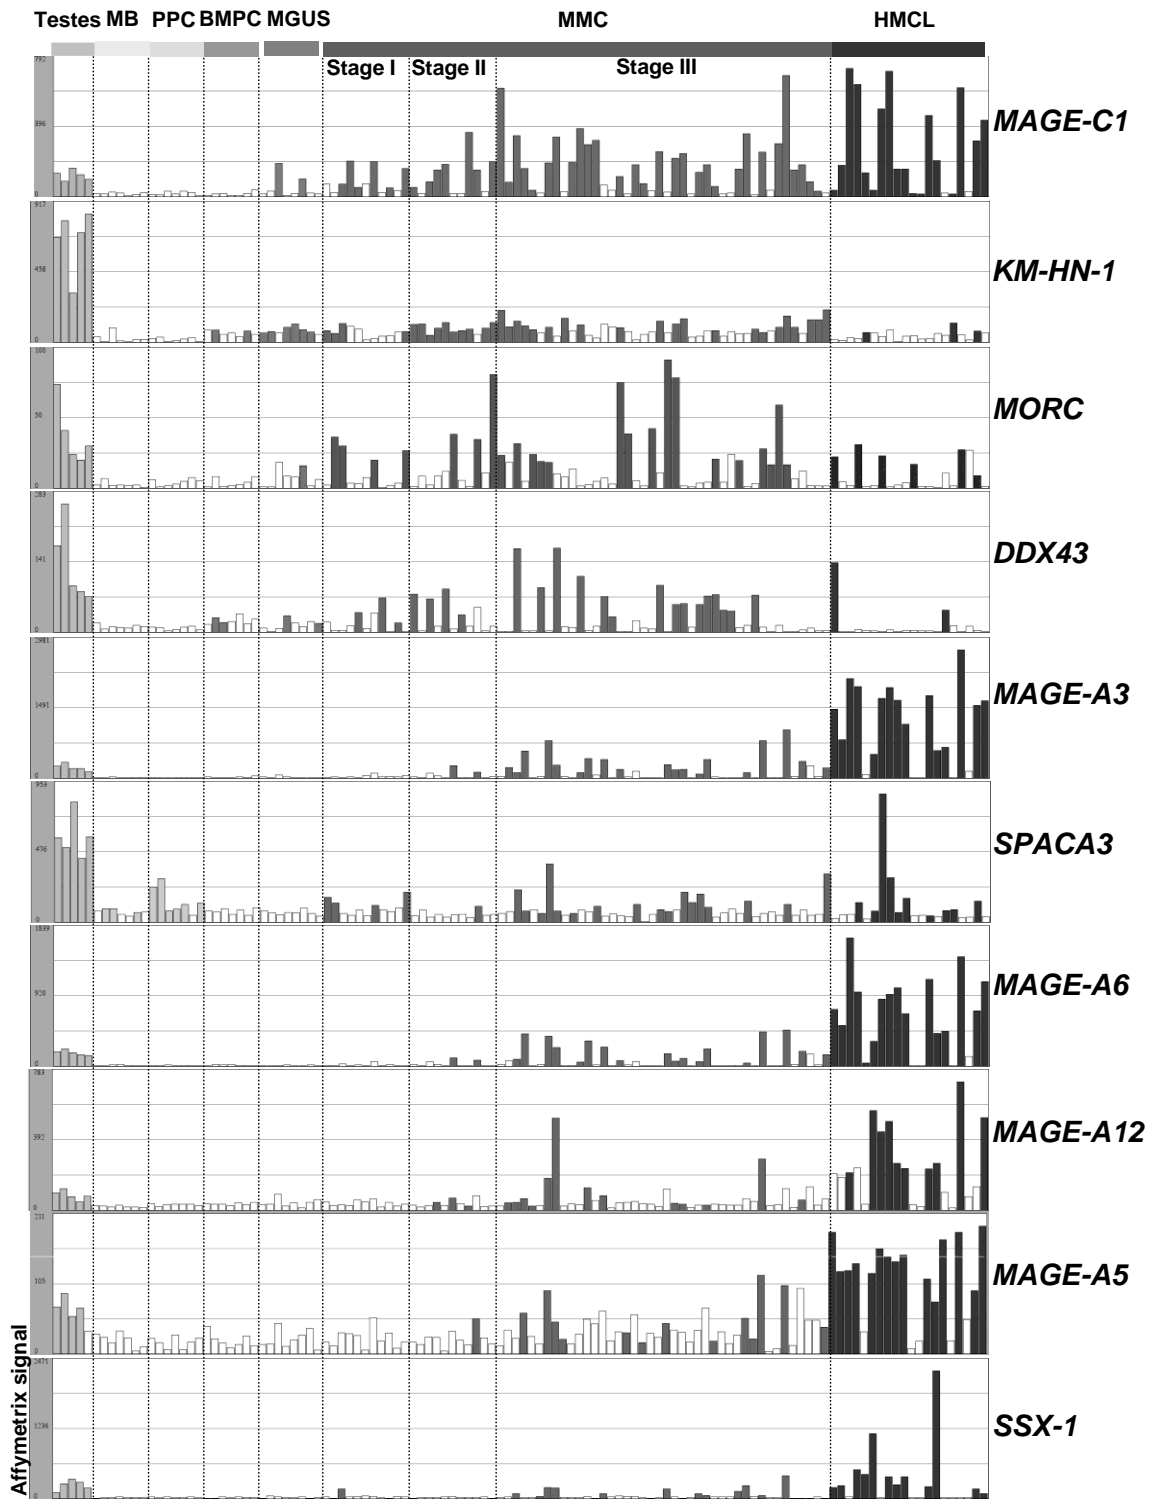 Testes MB PPC BMPC MGUS MMC HMCL
Stage I Stage II Stage III
792
396
0
MAGE-C1
917
458
0
KM-HN-1
100
50
0
MORC
283
141
0
DDX43
2981
1491
0
MAGE-A3
953
476
0
SPACA3
1839
920
0
MAGE-A6
783
392
0
MAGE-A12
211
105
0
MAGE-A5
2471
1236
0
SSX-1
Affymetrix signal